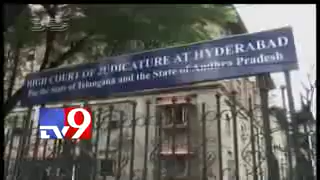 HIGH COURT OF JUDICATURE AT HYDERABAD
For the state of Telangana and the State of Andhra Pradesh
TV9